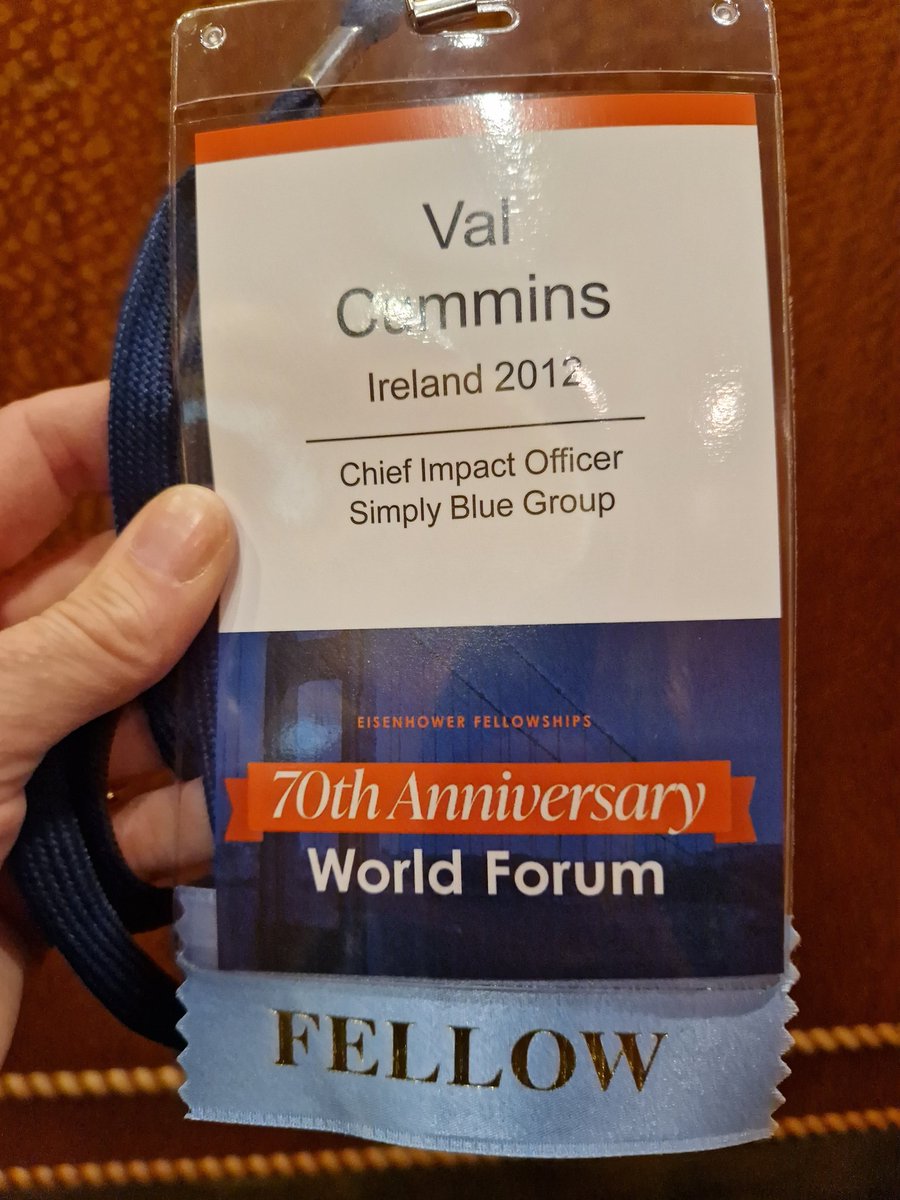 Val
Cummins
Ireland 2012
Chief Impact Officer
Simply Blue Group
EISENHOWER FELLOWSHIPS
70th Anniversary
World Forum
FELLOW